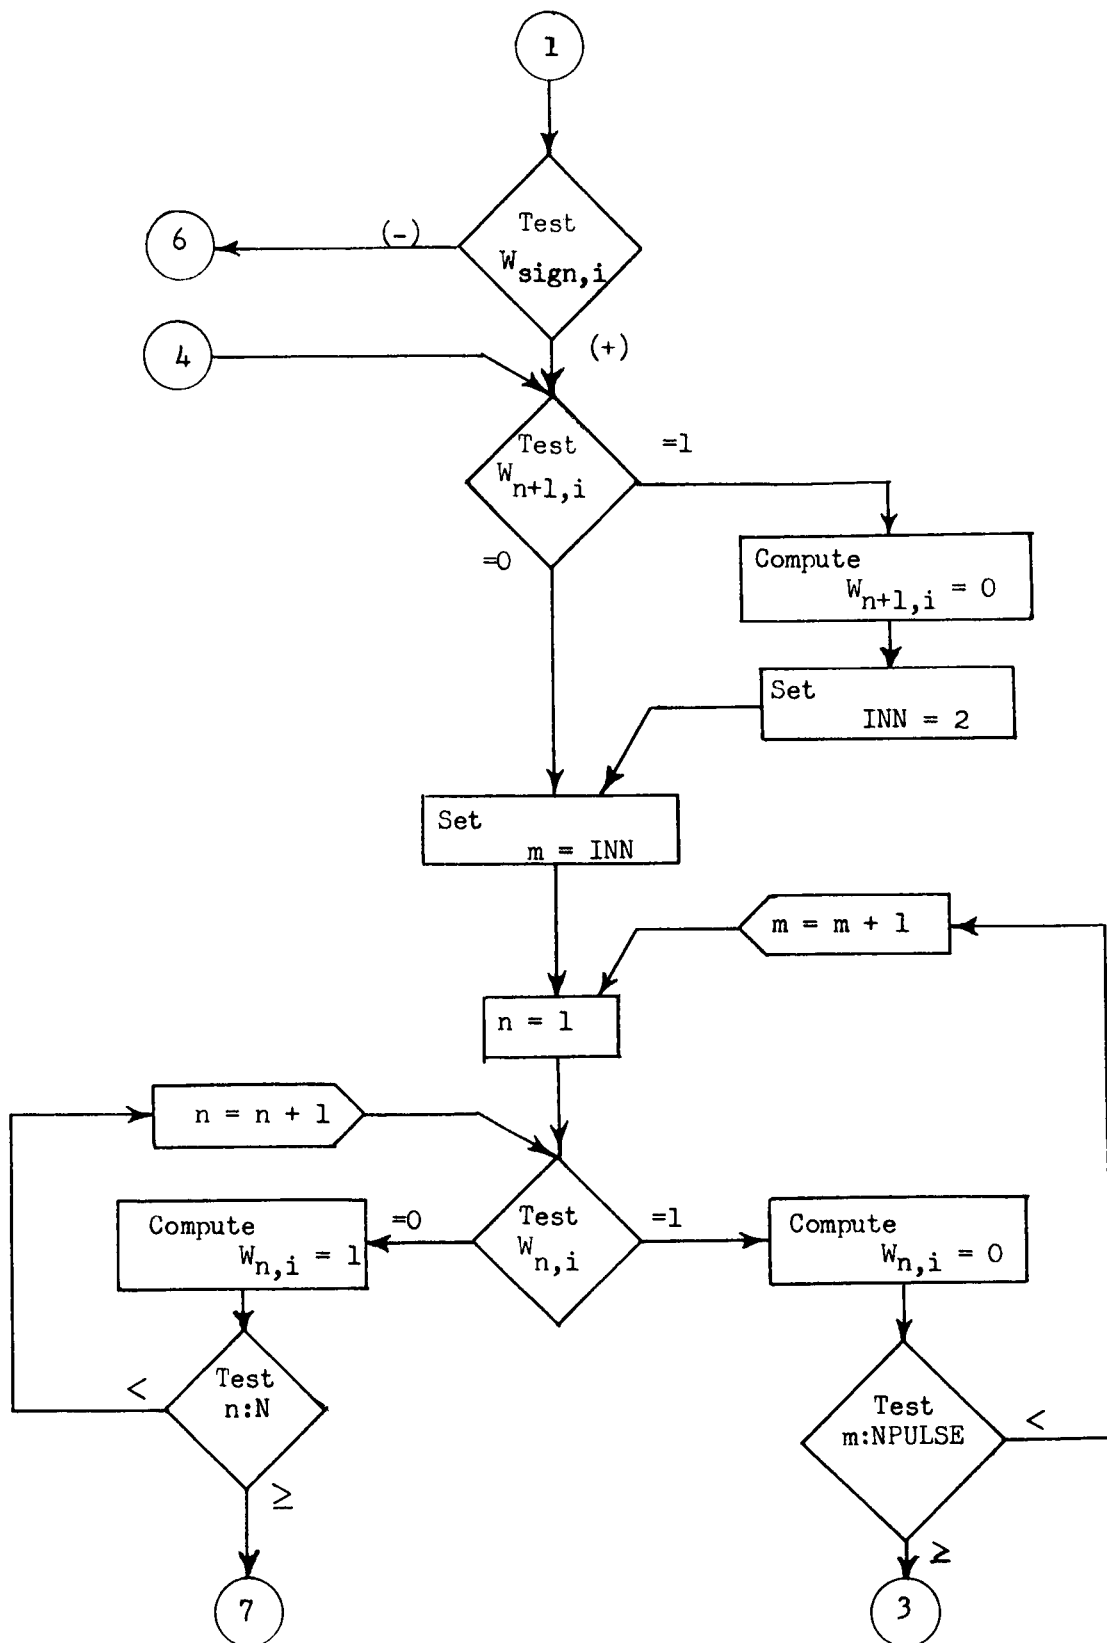 1
Test
W_sign,i
6
(-)
(+)
4
Test
W_n+1,i
=1
=0
Compute
W_n+1,i = 0
Set
INN = 2
Set
m = INN
m = m + 1
n = 1
n = n + 1
Compute
W_n,i = 1
=0
Test
W_n,i
=1
Compute
W_n,i = 0
Test
n:N
<
≥
Test
m:NPULSE
<
≥
7
3